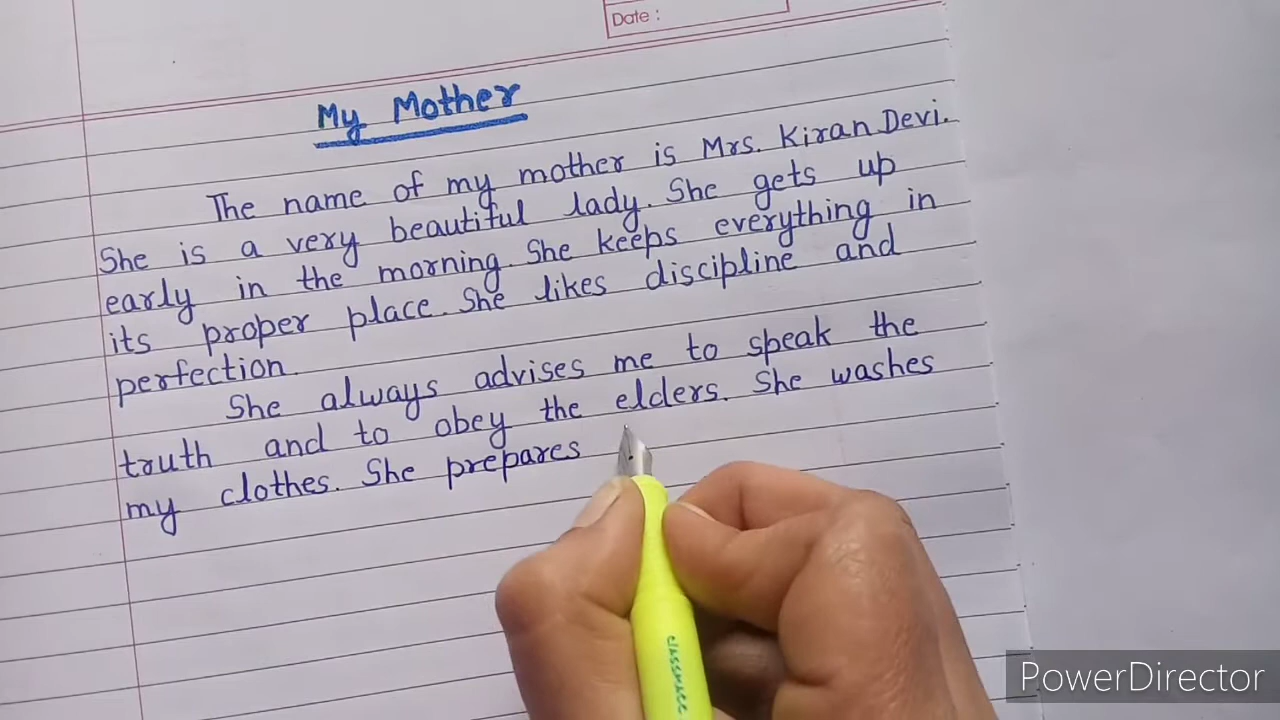 Date :
My Mother
The name of my mother is Mrs. Kiran Devi.
She is a very beautiful lady. She gets up
early in the morning. She keeps everything in
its proper place. She likes discipline and
perfection.
She always advises me to speak the
truth and to obey the elders. She washes
my clothes. She prepares
classmate
PowerDirector